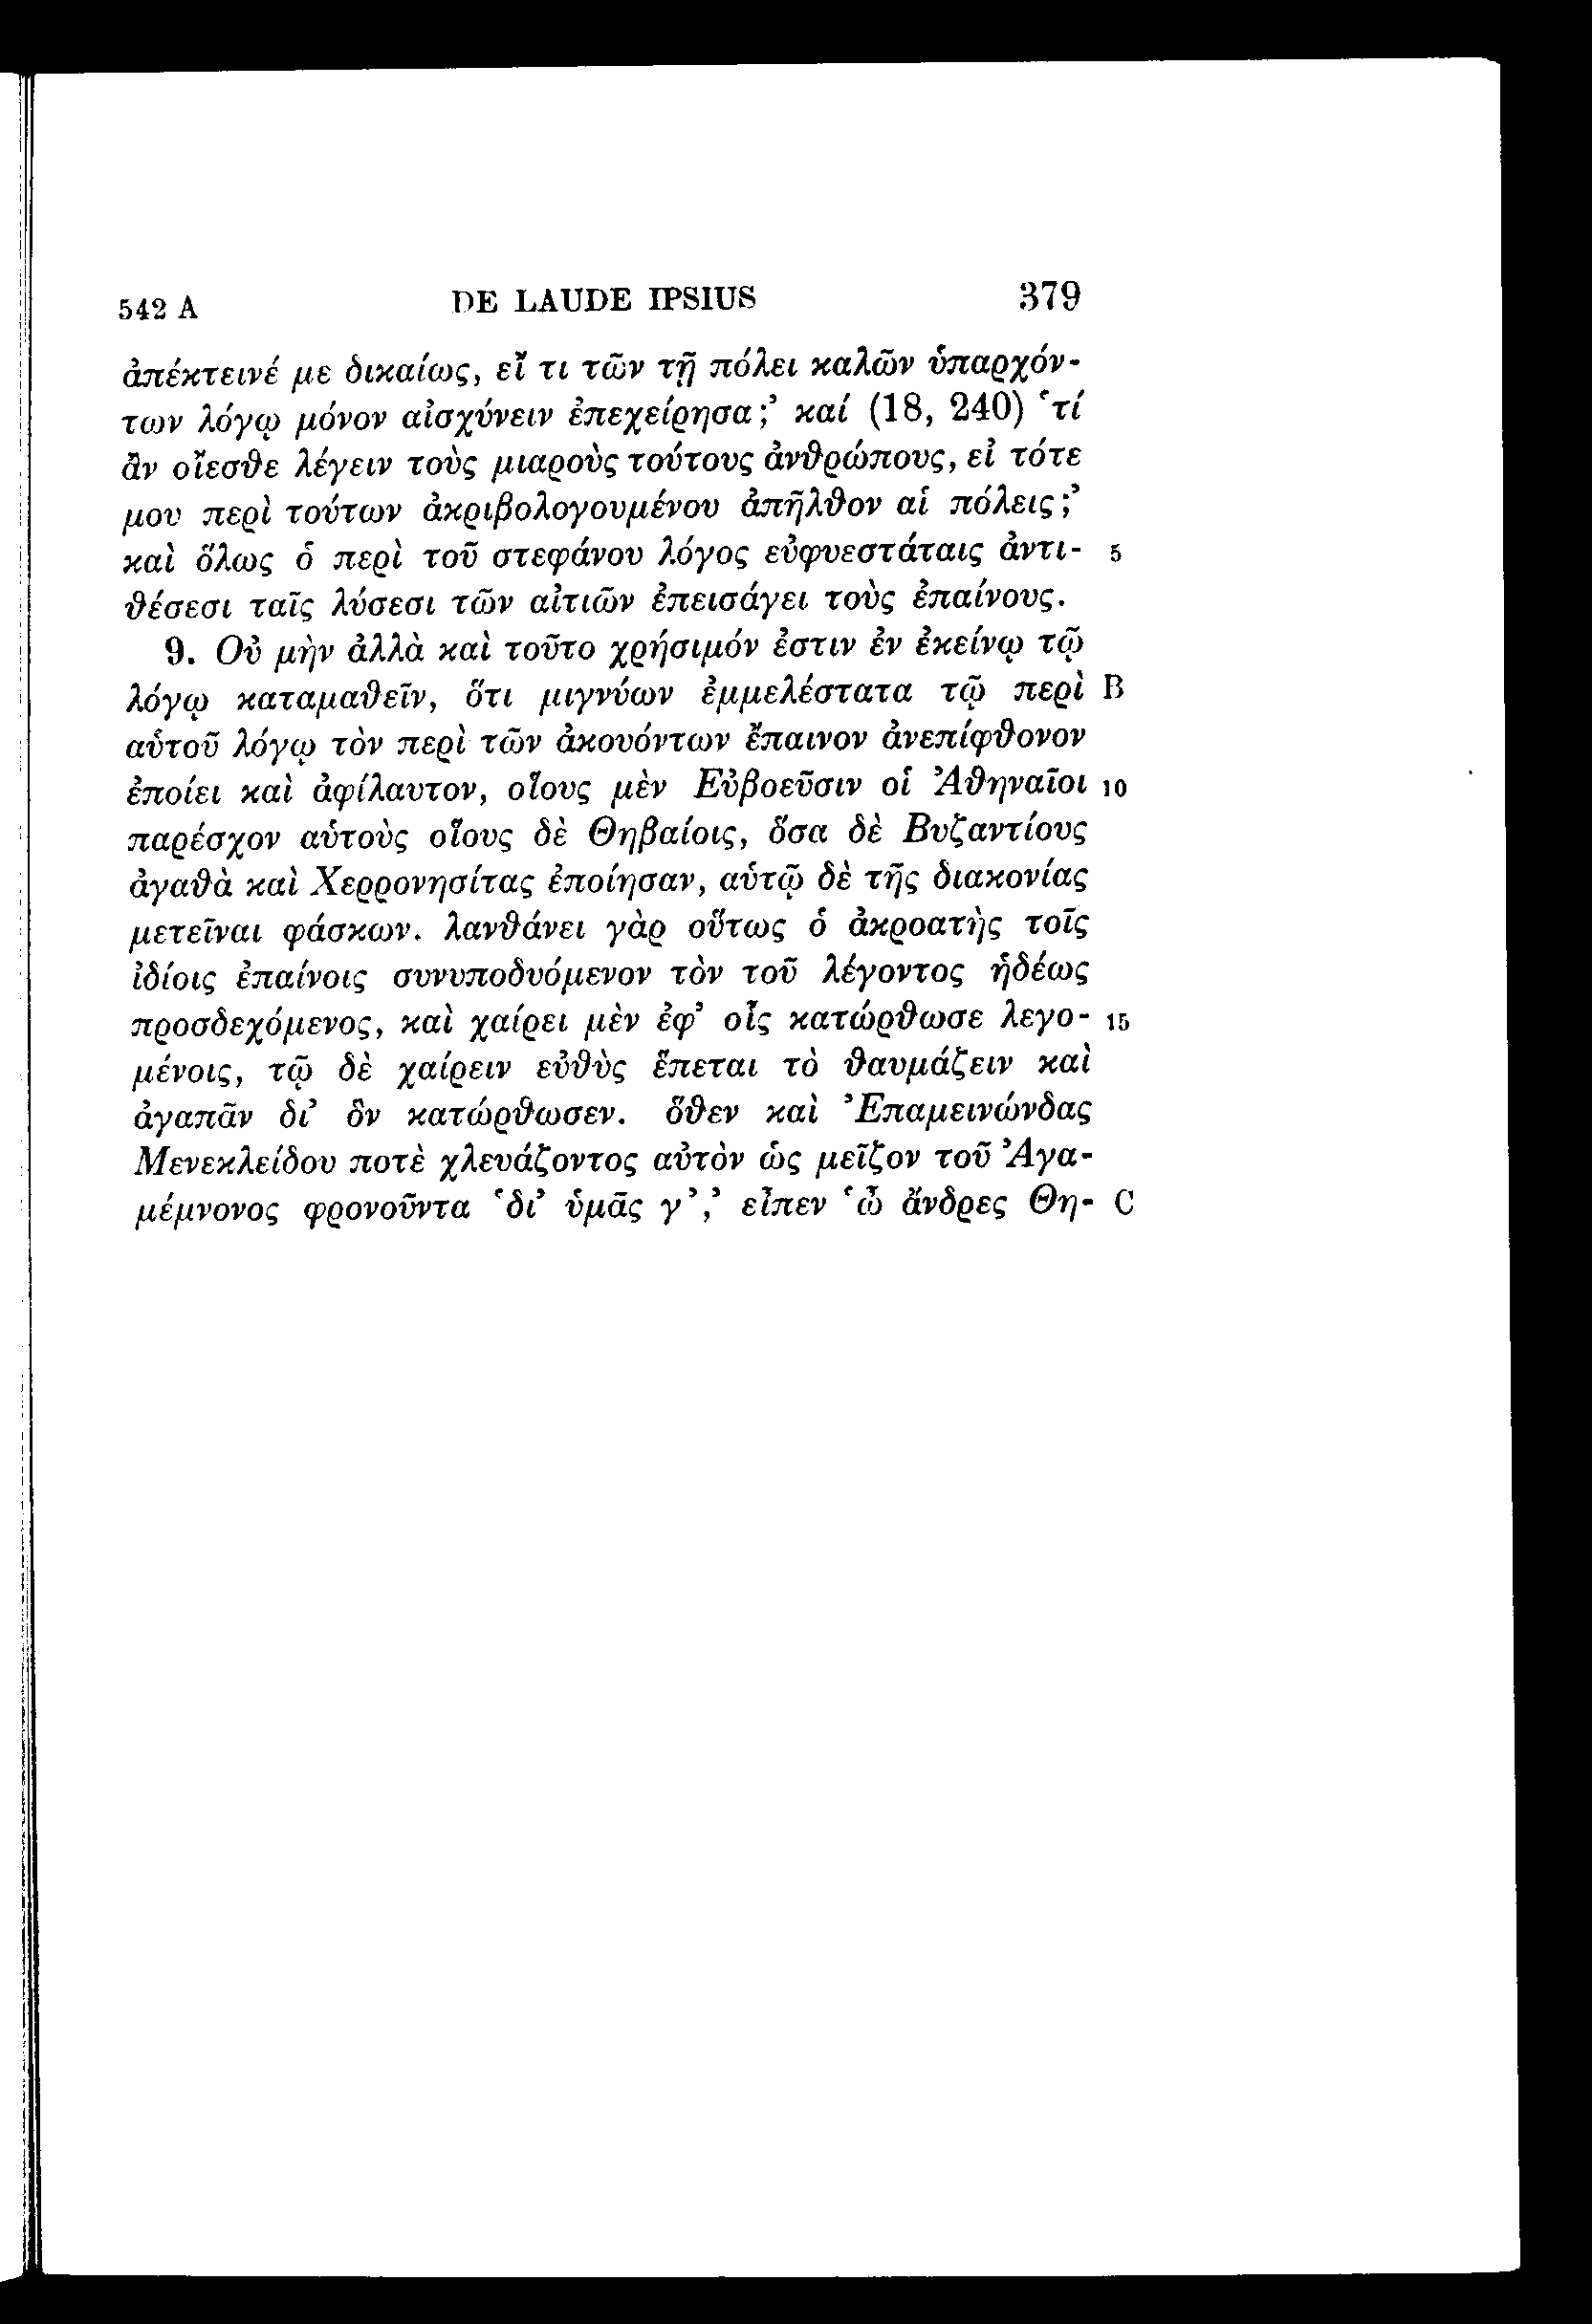 542 A DE LAUDE IPSIUS 379
ἀπέκτεινέ με δικαίως, εἴ τι τῶν τῇ πόλει καλῶν ὑπαρχόν-
των λόγῳ μόνον αἰσχύνειν ἐπεχείρησα;’ καί (18, 240) ‘τί
ἂν οἴεσθε λέγειν τοὺς μιαροὺς τούτους ἀνθρώπους, εἰ τότε
μου περὶ τούτων ἀκριβολογουμένου ἀπῆλθον αἱ πόλεις;’
καὶ ὅλως ὁ περὶ τοῦ στεφάνου λόγος εὐφυεστάταις ἀντι- 5
θέσεσι ταῖς λύσεσι τῶν αἰτιῶν ἐπεισάγει τοὺς ἐπαίνους.
9. Οὐ μὴν ἀλλὰ καὶ τοῦτο χρήσιμόν ἐστιν ἐν ἐκείνῳ τῷ
λόγῳ καταμαθεῖν, ὅτι μιγνύων ἐμμελέστατα τῷ περὶ B
αὑτοῦ λόγῳ τὸν περὶ τῶν ἀκουόντων ἔπαινον ἀνεπίφθονον
ἐποίει καὶ ἀφίλαυτον, οἵους μὲν Εὐβοεῦσιν οἱ Ἀθηναῖοι 10
παρέσχον αὑτοὺς οἵους δὲ Θηβαίοις, ὅσα δὲ Βυζαντίους
ἀγαθὰ καὶ Χερρονησίτας ἐποίησαν, αὑτῷ δὲ τῆς διακονίας
μετεῖναι φάσκων. λανθάνει γὰρ οὕτως ὁ ἀκροατὴς τοῖς
ἰδίοις ἐπαίνοις συνυποδυόμενον τὸν τοῦ λέγοντος ἡδέως
προσδεχόμενος, καὶ χαίρει μὲν ἐφ’ οἷς κατώρθωσε λεγο- 15
μένοις, τῷ δὲ χαίρειν εὐθὺς ἕπεται τὸ θαυμάζειν καὶ
ἀγαπᾶν δι’ ὃν κατώρθωσεν. ὅθεν καὶ Ἐπαμεινώνδας
Μενεκλείδου ποτὲ χλευάζοντος αὐτὸν ὡς μεῖζον τοῦ Ἀγα-
μέμνονος φρονοῦντα ‘δι’ ὑμᾶς γ’,’ εἶπεν ‘ὦ ἄνδρες Θη- C